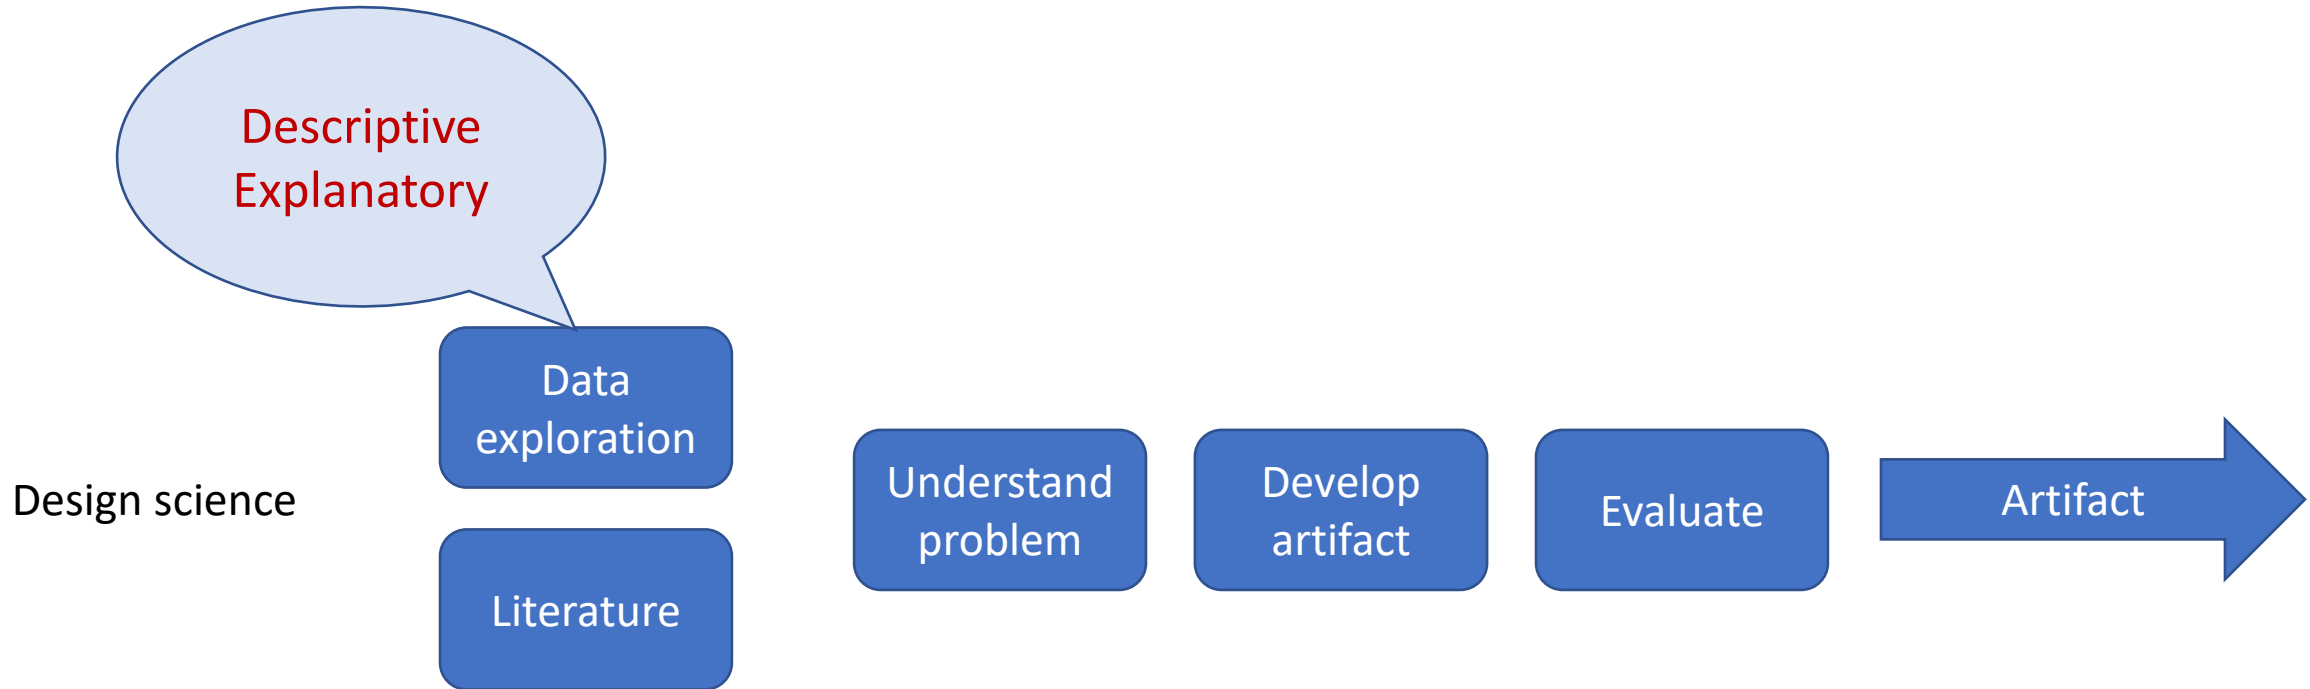 Descriptive
Explanatory
Design science
Data
exploration
Literature
Understand
problem
Develop
artifact
Evaluate
Artifact